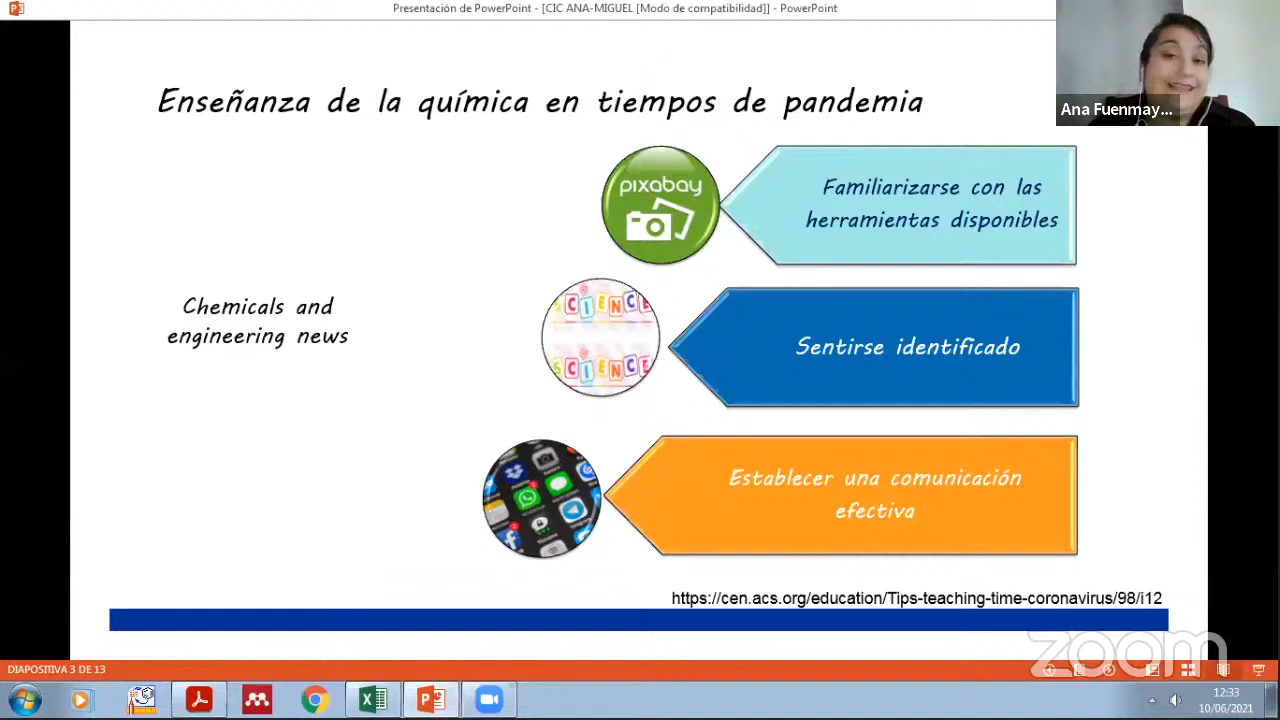 Presentación de PowerPoint - [CIC ANA-MIGUEL [Modo de compatibilidad]] - PowerPoint
Ana Fuenmay...
Enseñanza de la química en tiempos de pandemia
pixabay
Familiarizarse con las
herramientas disponibles
Chemicals and
engineering news
SCIENCE
SCIENCE
Sentirse identificado
Establecer una comunicación
efectiva
https://cen.acs.org/education/Tips-teaching-time-coronavirus/98/i12
zoom
DIAPOSITIVA 3 DE 13
12:33
10/06/2021